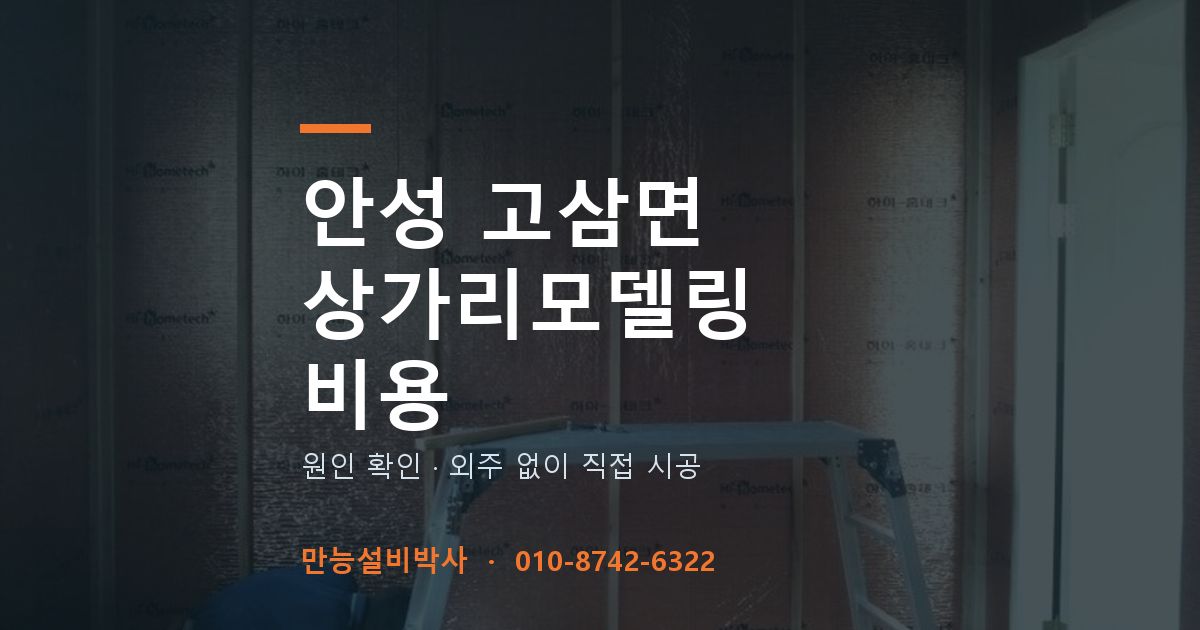 안성 고삼면
상가리모델링
비용
원인 확인 · 외주 없이 직접 시공
만능설비박사 · 010-8742-6322